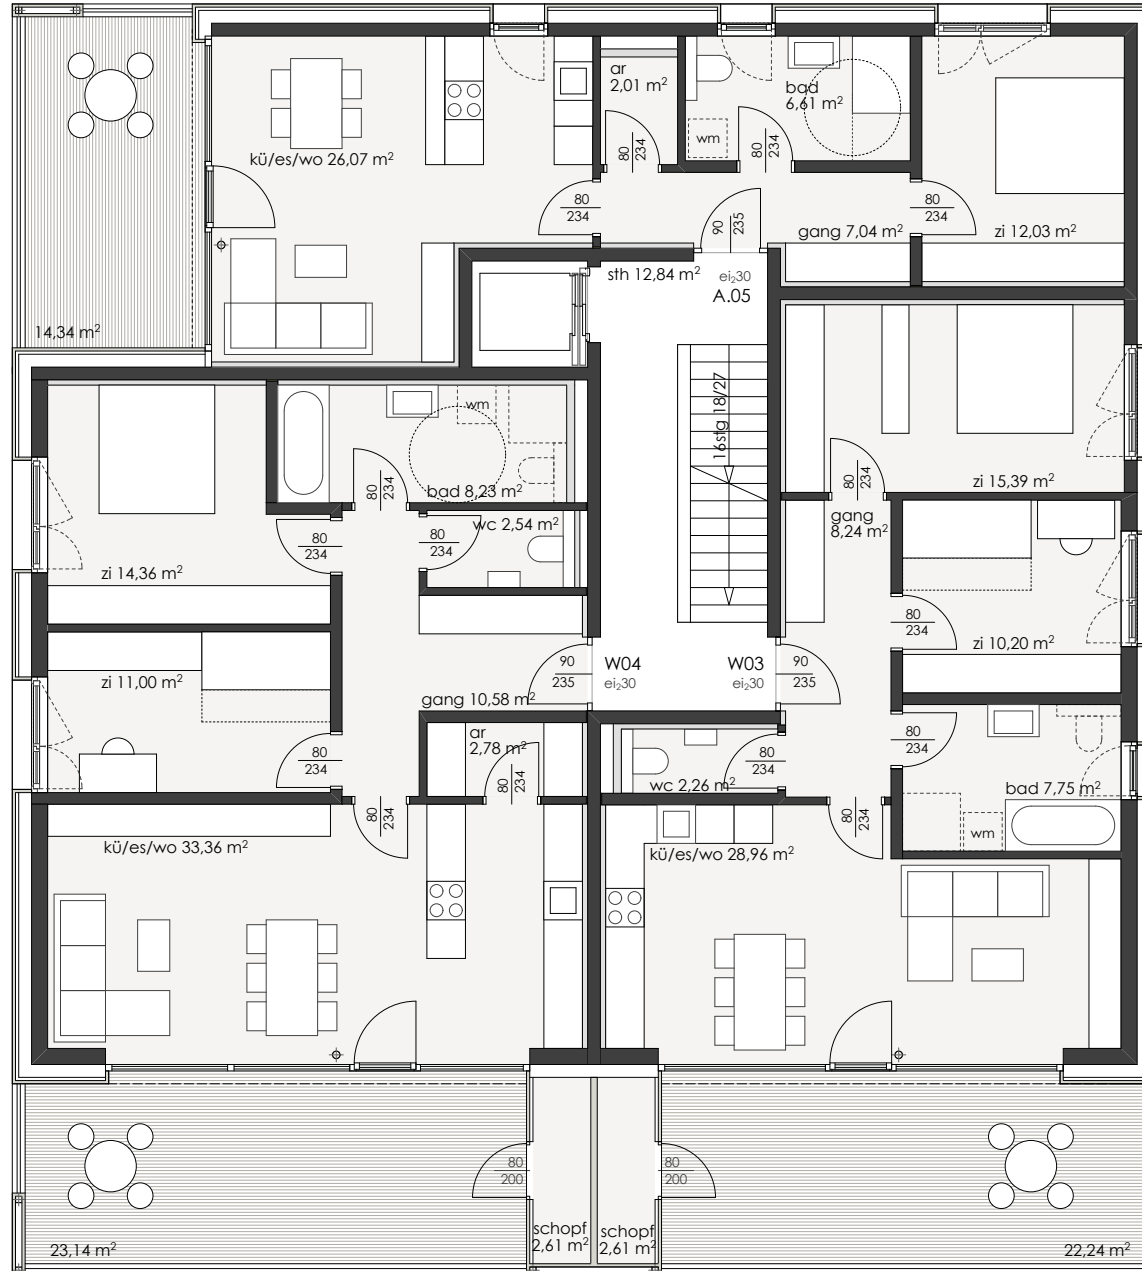 ar
2,01 m²
bad
6,61 m²
wm
kü/es/wo 26,07 m²
80
234
80
234
80
234
80
234
90
235
gang 7,04 m²
zi 12,03 m²
sth 12,84 m²
ei₂30
A.05
14,34 m²
16stg 18/27
wm
80
234
bad 8,23 m²
80
234
zi 15,39 m²
wc 2,54 m²
gang
8,24 m²
80
234
80
234
zi 14,36 m²
80
234
zi 10,20 m²
90
235
W04
ei₂30
W03
ei₂30
90
235
zi 11,00 m²
gang 10,58 m²
ar
2,78 m²
80
234
80
234
80
234
80
234
wc 2,26 m²
bad 7,75 m²
80
234
80
234
wm
kü/es/wo 33,36 m²
kü/es/wo 28,96 m²
80
200
80
200
schopf
2,61 m²
schopf
2,61 m²
23,14 m²
22,24 m²